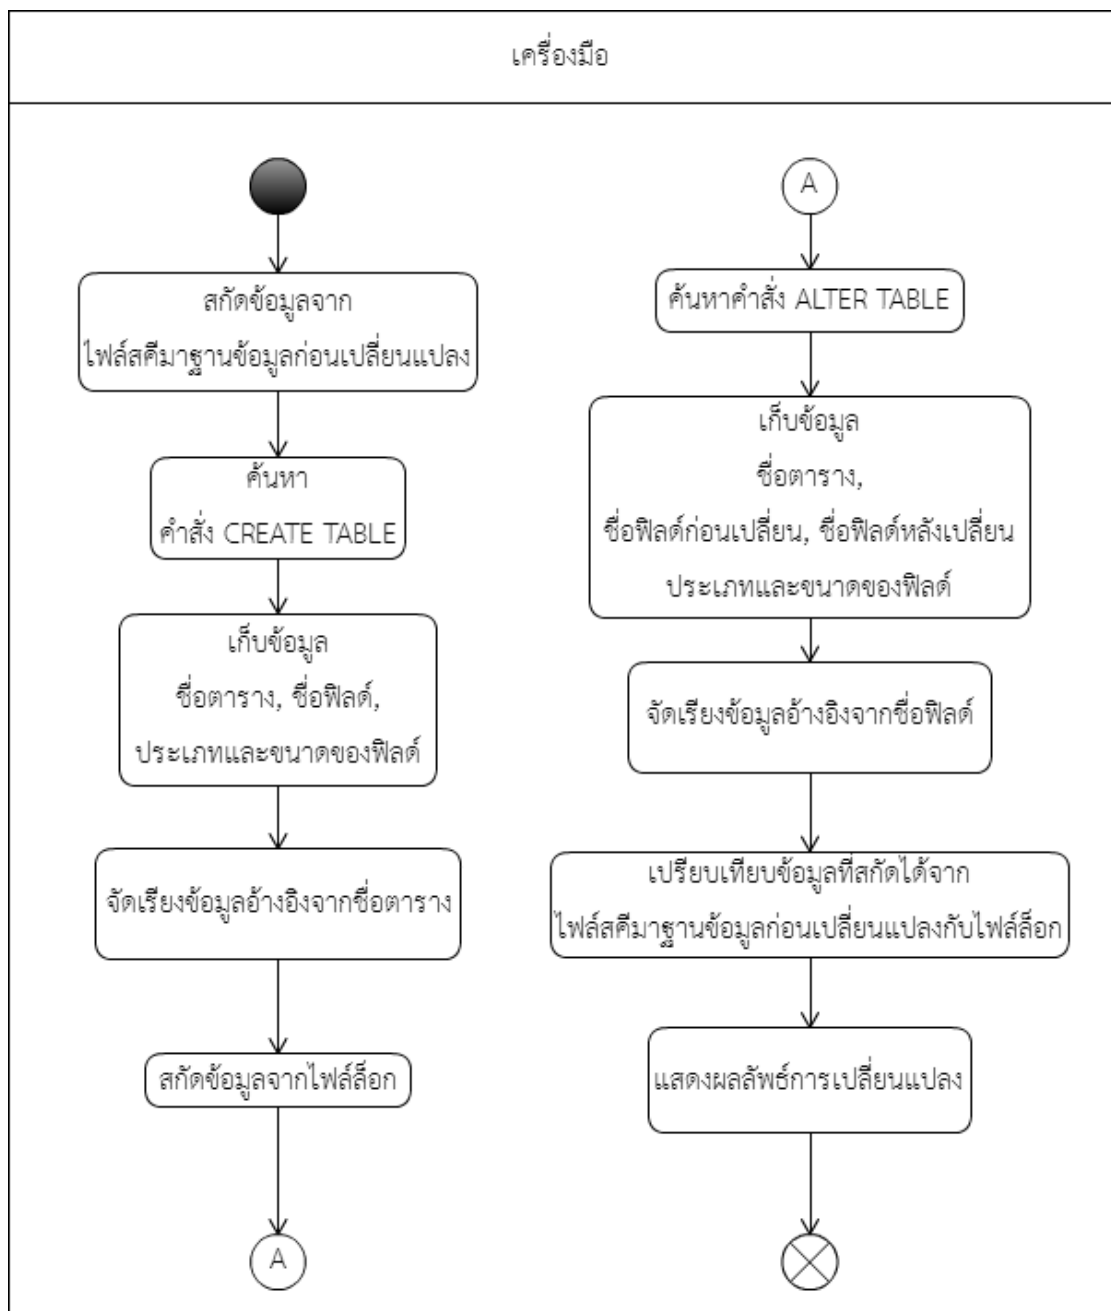 เครื่องมือ
สกัดข้อมูลจาก
ไฟล์สคีมาฐานข้อมูลก่อนเปลี่ยนแปลง
ค้นหา
คำสั่ง CREATE TABLE
เก็บข้อมูล
ชื่อตาราง, ชื่อฟิลด์,
ประเภทและขนาดของฟิลด์
จัดเรียงข้อมูลอ้างอิงจากชื่อตาราง
สกัดข้อมูลจากไฟล์ล็อก
A
A
ค้นหาคำสั่ง ALTER TABLE
เก็บข้อมูล
ชื่อตาราง,
ชื่อฟิลด์ก่อนเปลี่ยน, ชื่อฟิลด์หลังเปลี่ยน
ประเภทและขนาดของฟิลด์
จัดเรียงข้อมูลอ้างอิงจากชื่อฟิลด์
เปรียบเทียบข้อมูลที่สกัดได้จาก
ไฟล์สคีมาฐานข้อมูลก่อนเปลี่ยนแปลงกับไฟล์ล็อก
แสดงผลลัพธ์การเปลี่ยนแปลง